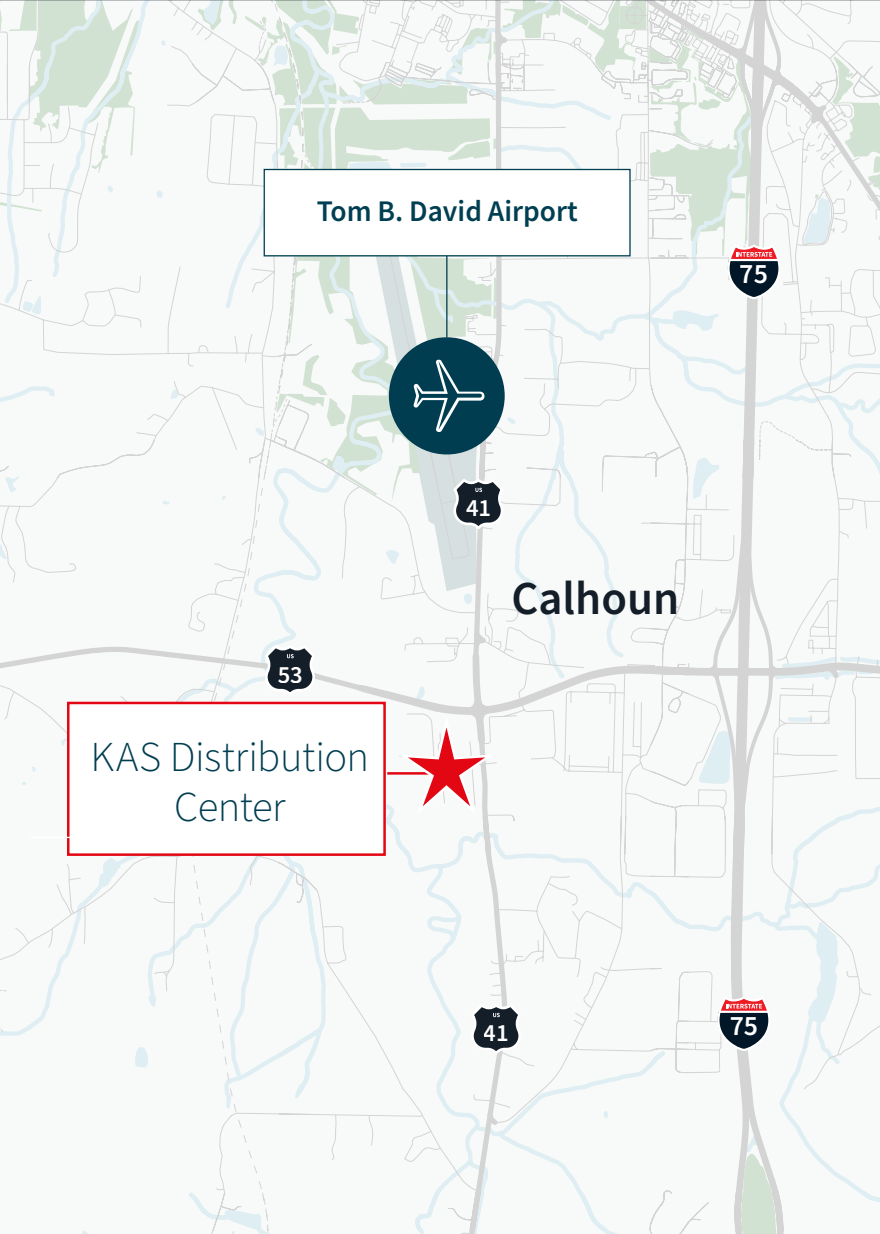 Tom B. David Airport
INTERSTATE
75
US
41
Calhoun
US
53
KAS Distribution
Center
INTERSTATE
75
US
41